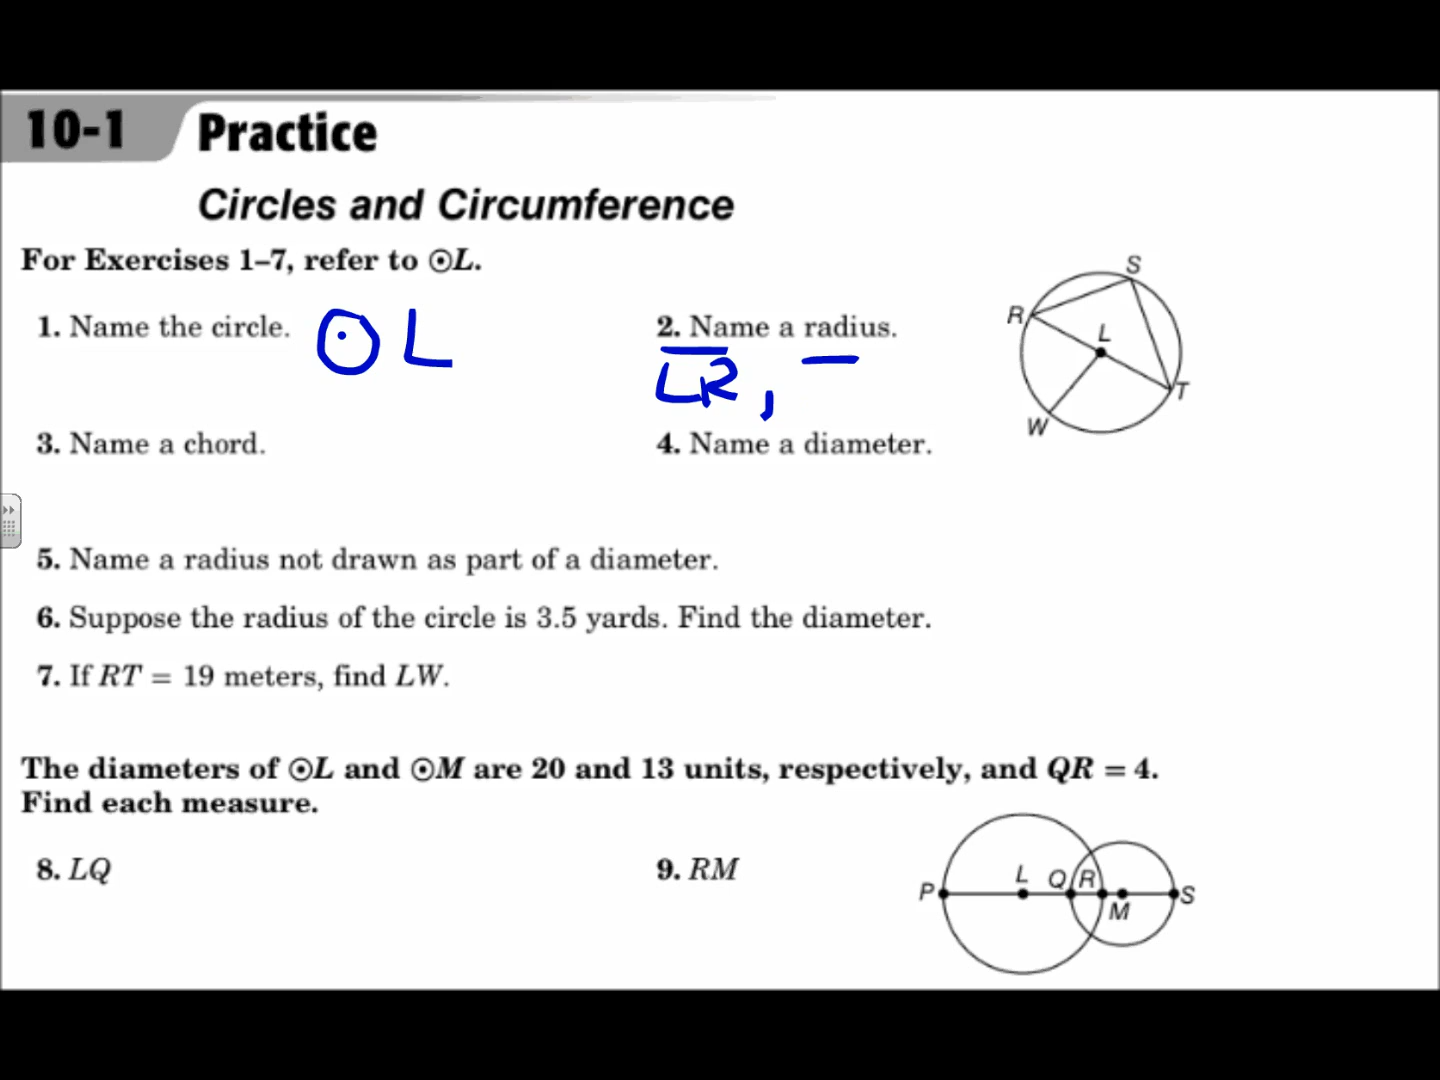 10-1 Practice
Circles and Circumference
For Exercises 1–7, refer to ⊙L.
1. Name the circle. ⊙ L
2. Name a radius.
LR,
3. Name a chord.
4. Name a diameter.
S
R
L
T
W
5. Name a radius not drawn as part of a diameter.
6. Suppose the radius of the circle is 3.5 yards. Find the diameter.
7. If RT = 19 meters, find LW.
The diameters of ⊙L and ⊙M are 20 and 13 units, respectively, and QR = 4.
Find each measure.
8. LQ
9. RM
P L Q R M S